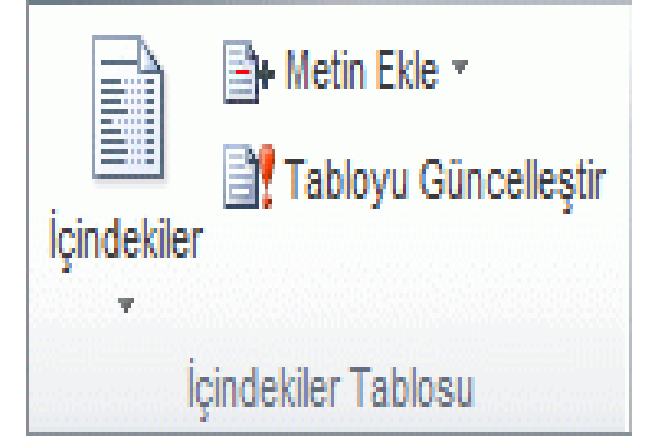 Metin Ekle
Tabloyu Güncelleştir
İçindekiler
İçindekiler Tablosu